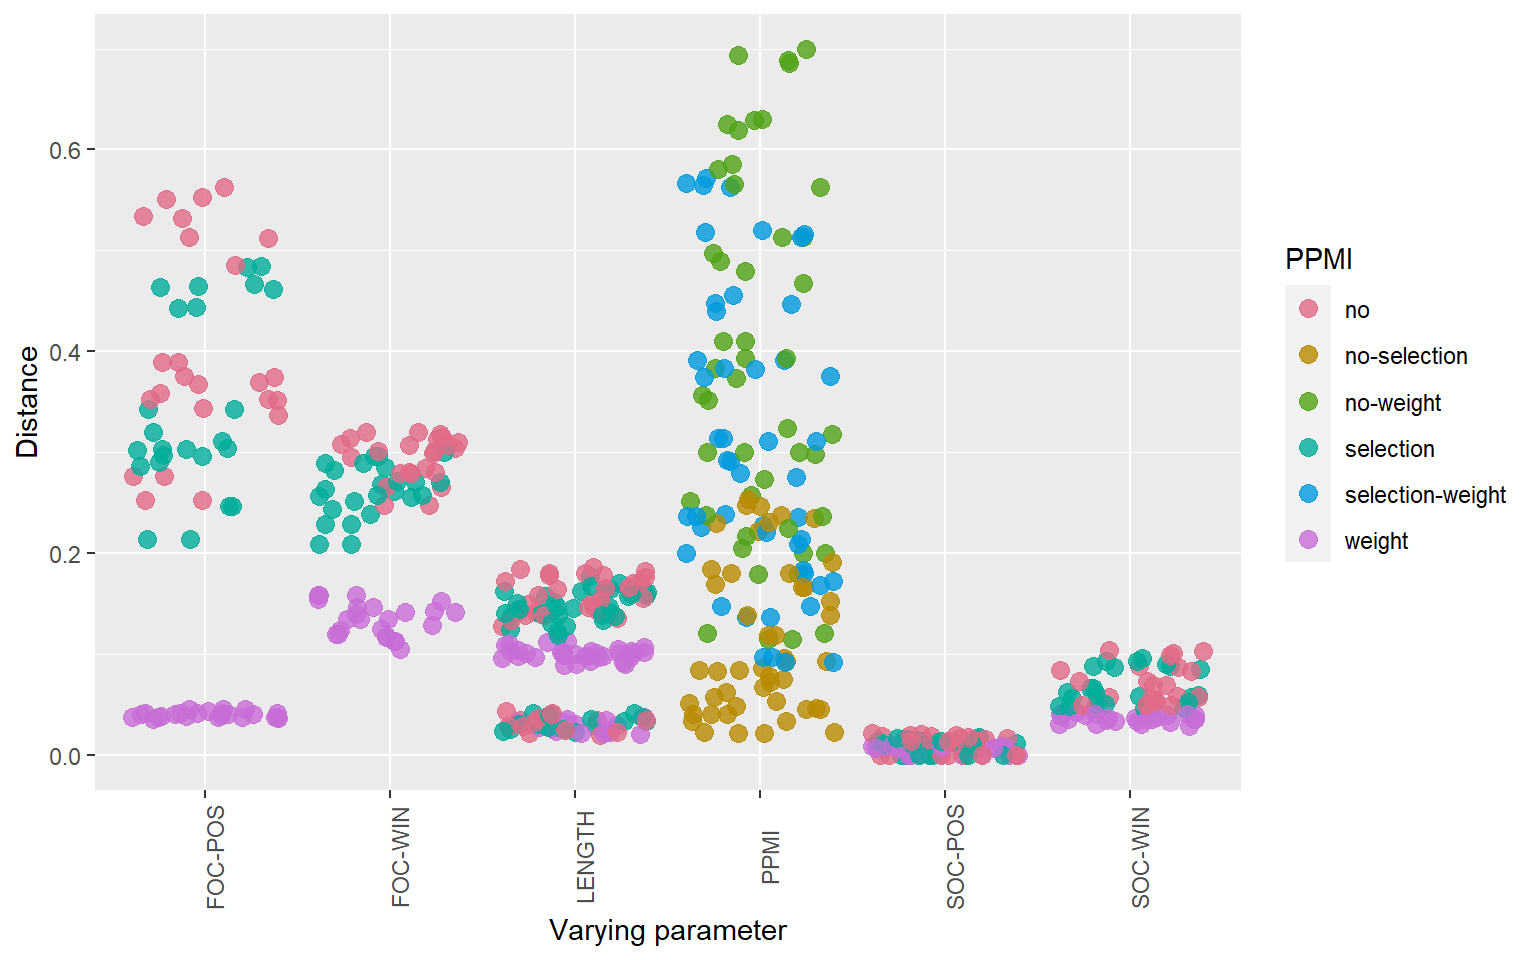 Distance
0.6
0.4
0.2
0.0
FOC-POS
FOC-WIN
LENGTH
PPMI
SOC-POS
SOC-WIN
Varying parameter
PPMI
no
no-selection
no-weight
selection
selection-weight
weight